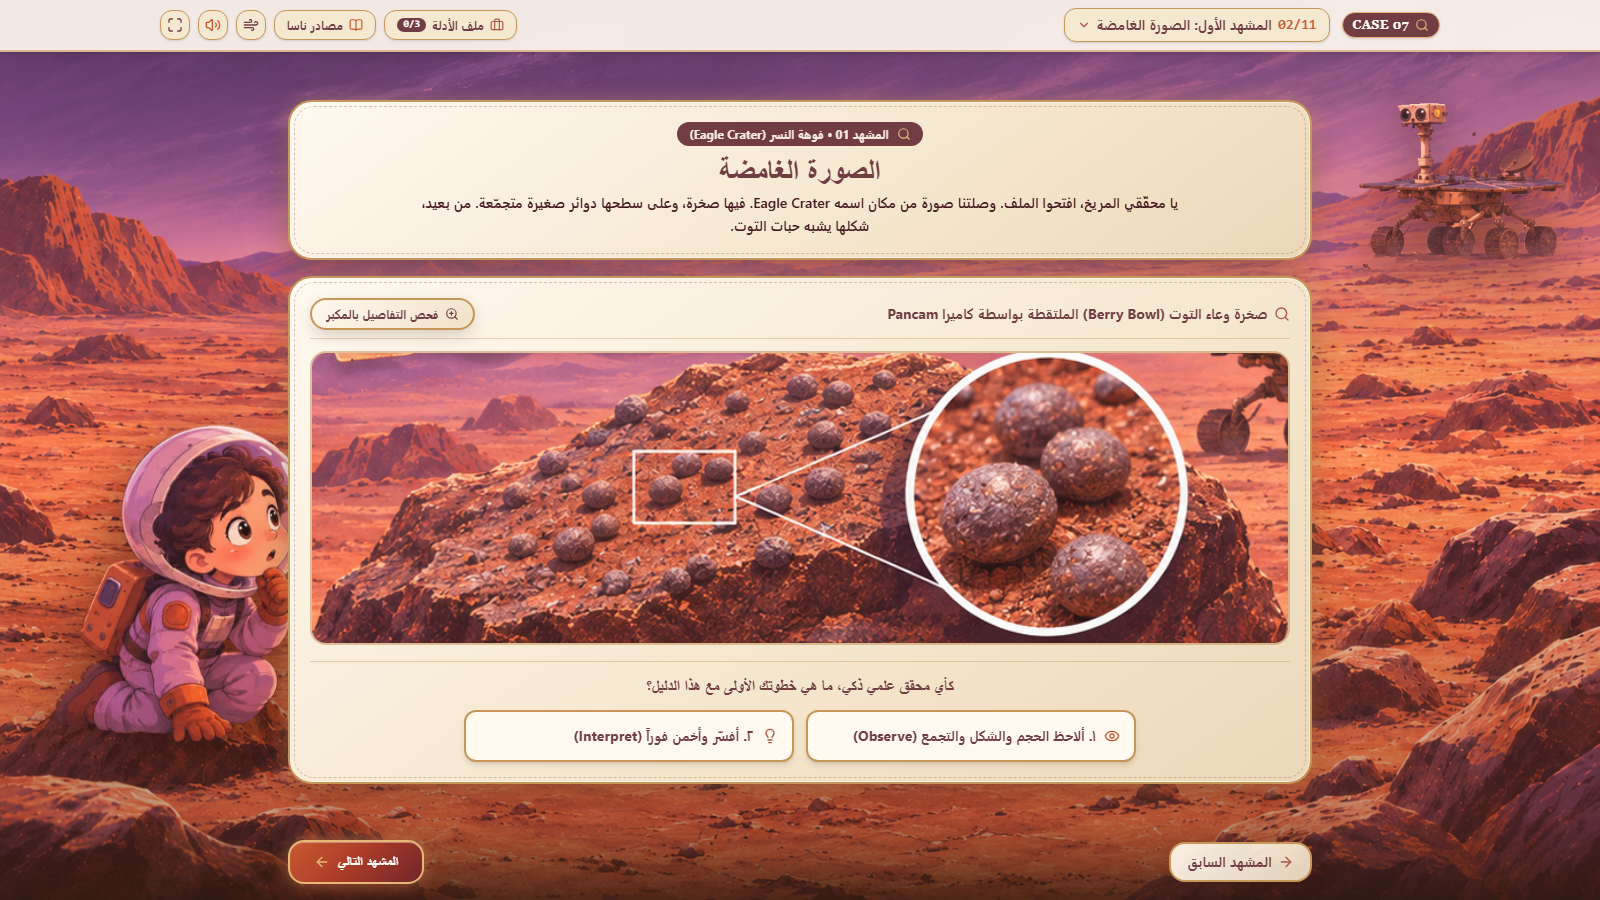 CASE 07
02/11 المشهد الأول: الصورة الغامضة
ملف الأدلة 0/3
مصادر ناسا
المشهد 01 • فوهة النسر (Eagle Crater)
الصورة الغامضة
يا محقّقي المريخ، افتحوا الملف. وصلتنا صورة من مكان اسمه Eagle Crater. فيها صخرة، وعلى سطحها دوائر صغيرة متجمّعة. من بعيد،
شكلها يشبه حبات التوت.
صخرة وعاء التوت (Berry Bowl) الملتقطة بواسطة كاميرا Pancam
فحص التفاصيل بالمكبر
كأي محقق علمي ذكي، ما هي خطوتك الأولى مع هذا الدليل؟
١. ألاحظ الحجم والشكل والتجمع (Observe)
٢. أفسّر وأخمن فوراً (Interpret)
المشهد السابق
المشهد التالي